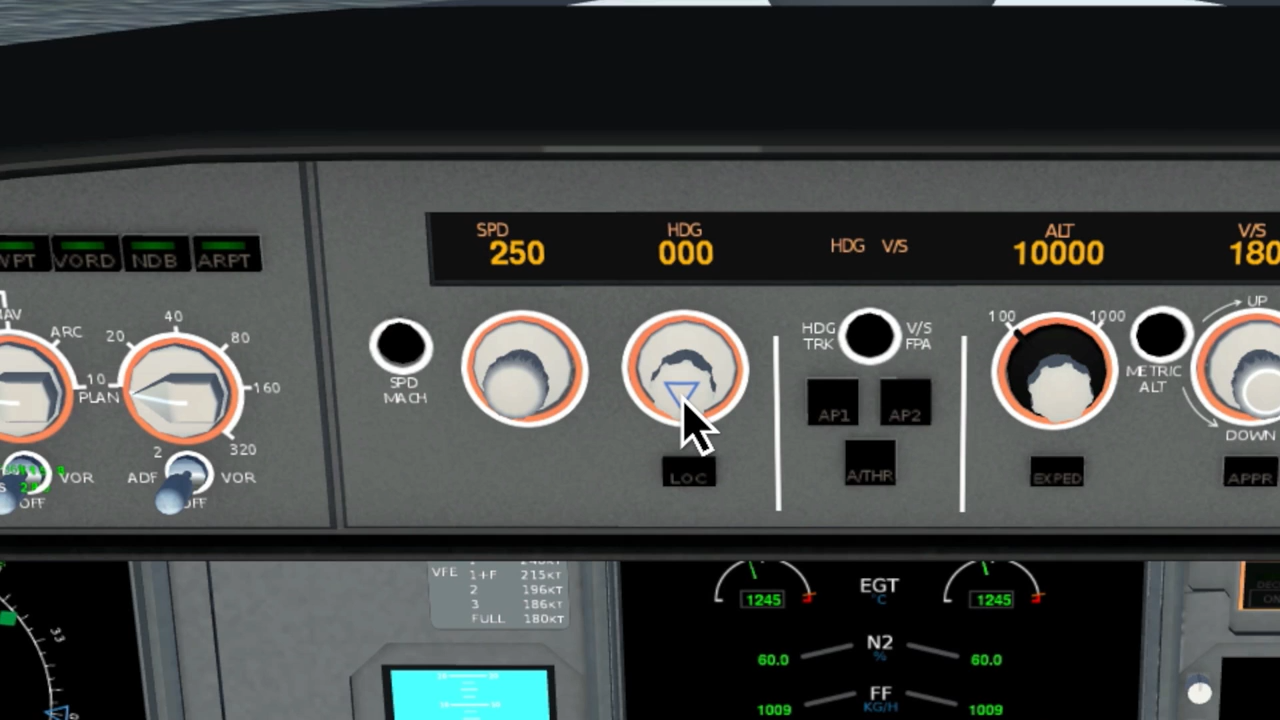 SPD
250
HDG
000
HDG V/S
ALT
10000
V/S
180
VORD
NDB
ARPT
ARC
PLAN
10
20
40
80
160
320
ADF
VOR
OFF
VOR
SPD
MACH
LOC
HDG
TRK
V/S
FPA
AP1
AP2
A/THR
100
1000
METRIC
ALT
EXPED
UP
DOWN
APPR
VFE
1+F 215KT
2 196KT
3 186KT
FULL 180KT
1245
EGT
°C
1245
60.0
N2
%
60.0
1009
FF
KG/H
1009
33